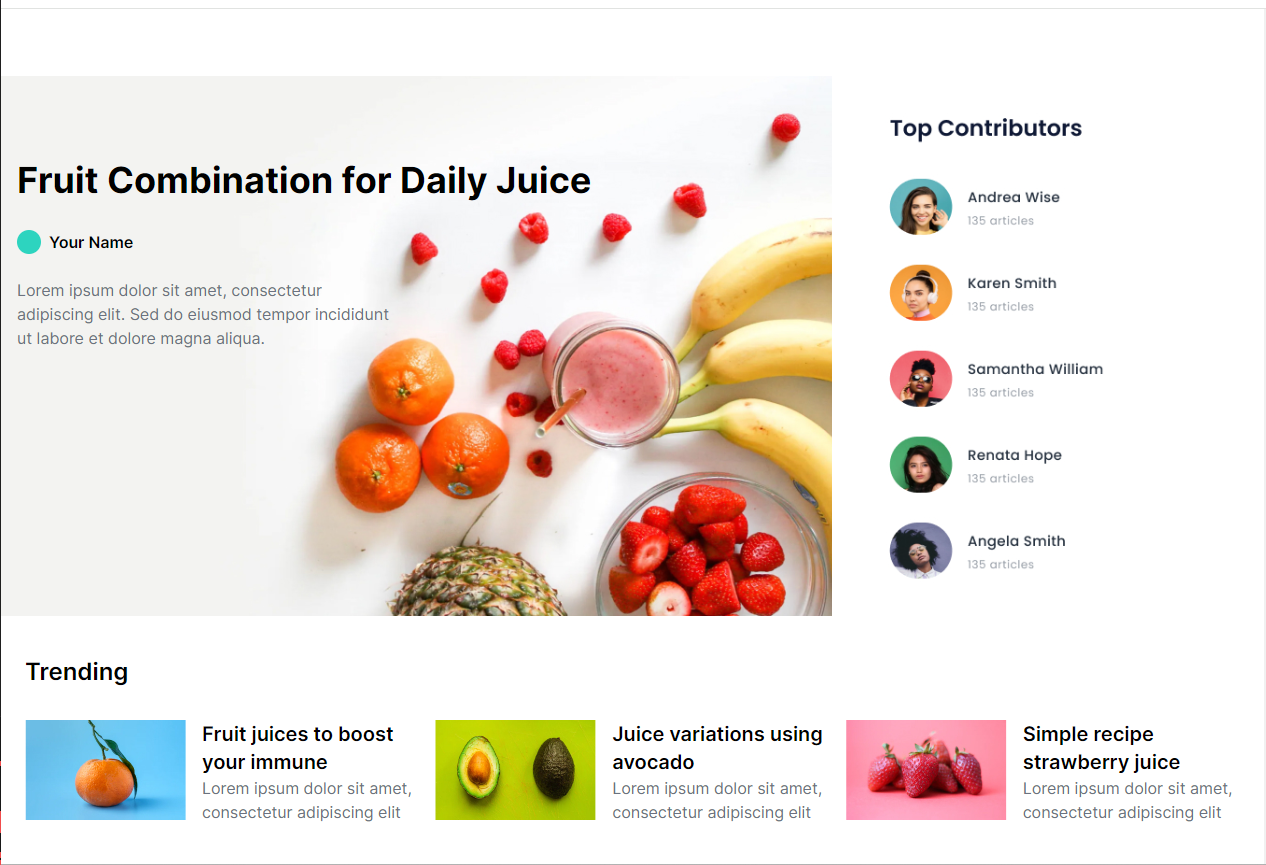 Fruit Combination for Daily Juice
Your Name
Lorem ipsum dolor sit amet, consectetur
adipiscing elit. Sed do eiusmod tempor incididunt
ut labore et dolore magna aliqua.
Top Contributors
Andrea Wise
135 articles
Karen Smith
135 articles
Samantha William
135 articles
Renata Hope
135 articles
Angela Smith
135 articles
Trending
Fruit juices to boost
your immune
Lorem ipsum dolor sit amet,
consectetur adipiscing elit
Juice variations using
avocado
Lorem ipsum dolor sit amet,
consectetur adipiscing elit
Simple recipe
strawberry juice
Lorem ipsum dolor sit amet,
consectetur adipiscing elit